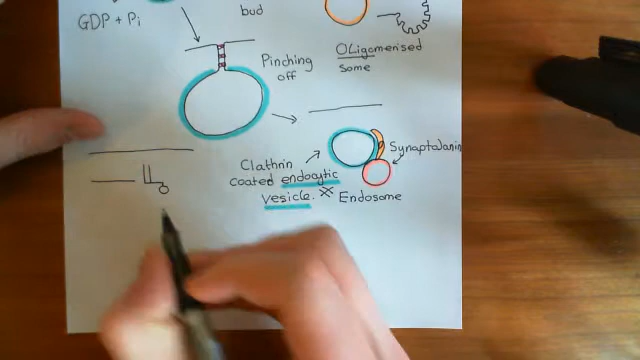 GDP + Pi
bud
OLigomerised
some
Pinching
off
Synaptojanin
Clathrin
coated endocytic
vesicle.
Endosome